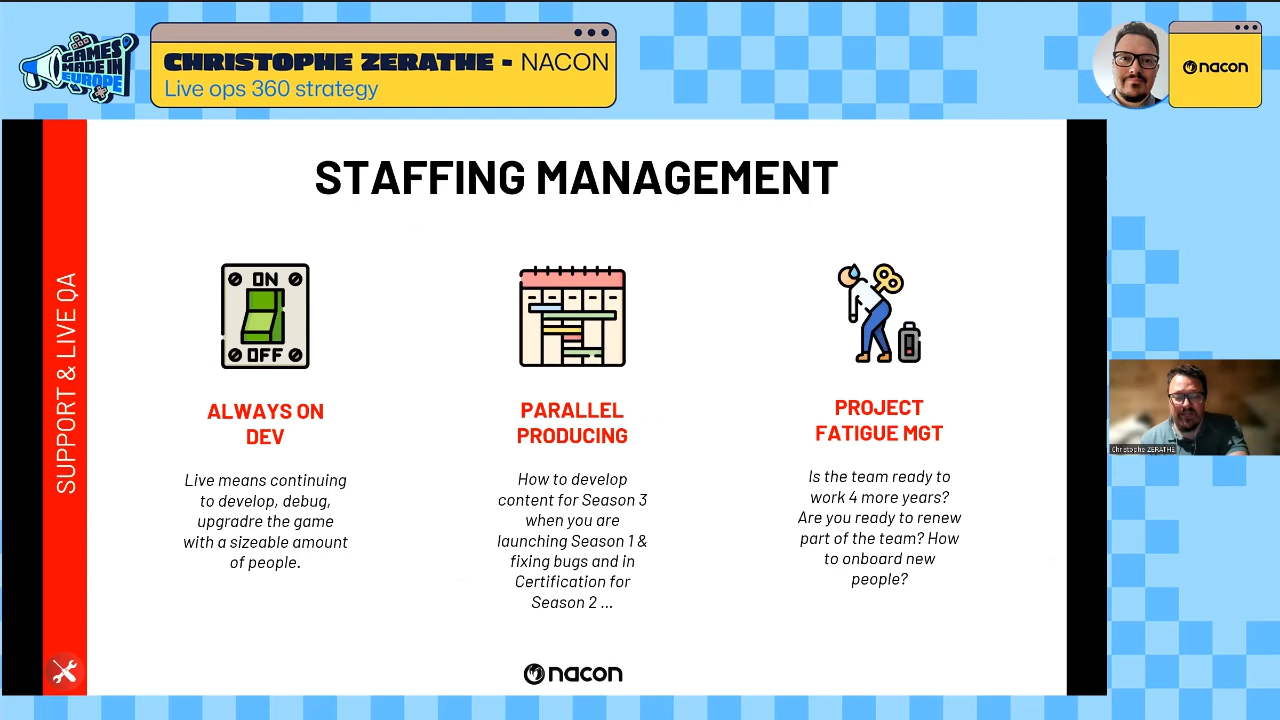 GAMES
MADE IN
EUROPE
CHRISTOPHE ZERATHE - NACON
Live ops 360 strategy
nacon
STAFFING MANAGEMENT
SUPPORT & LIVE QA
ON
OFF
ALWAYS ON
DEV
Live means continuing
to develop, debug,
upgradre the game
with a sizeable amount
of people.
PARALLEL
PRODUCING
How to develop
content for Season 3
when you are
launching Season 1 &
fixing bugs and in
Certification for
Season 2 ...
PROJECT
FATIGUE MGT
Is the team ready to
work 4 more years?
Are you ready to renew
part of the team? How
to onboard new
people?
Christophe ZERATHE
nacon